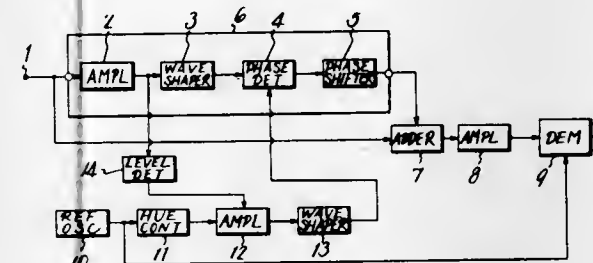 6
2 3 4 5
1
AMPL
WAVE
SHAPER
PHASE
DET
PHASE
SHIFTER
ADDER
AMPL
DEM
7 8 9
14
LEVEL
DET
REF
OSC
HUE
CONT
AMPL
WAVE
SHAPER
10 11 12 13